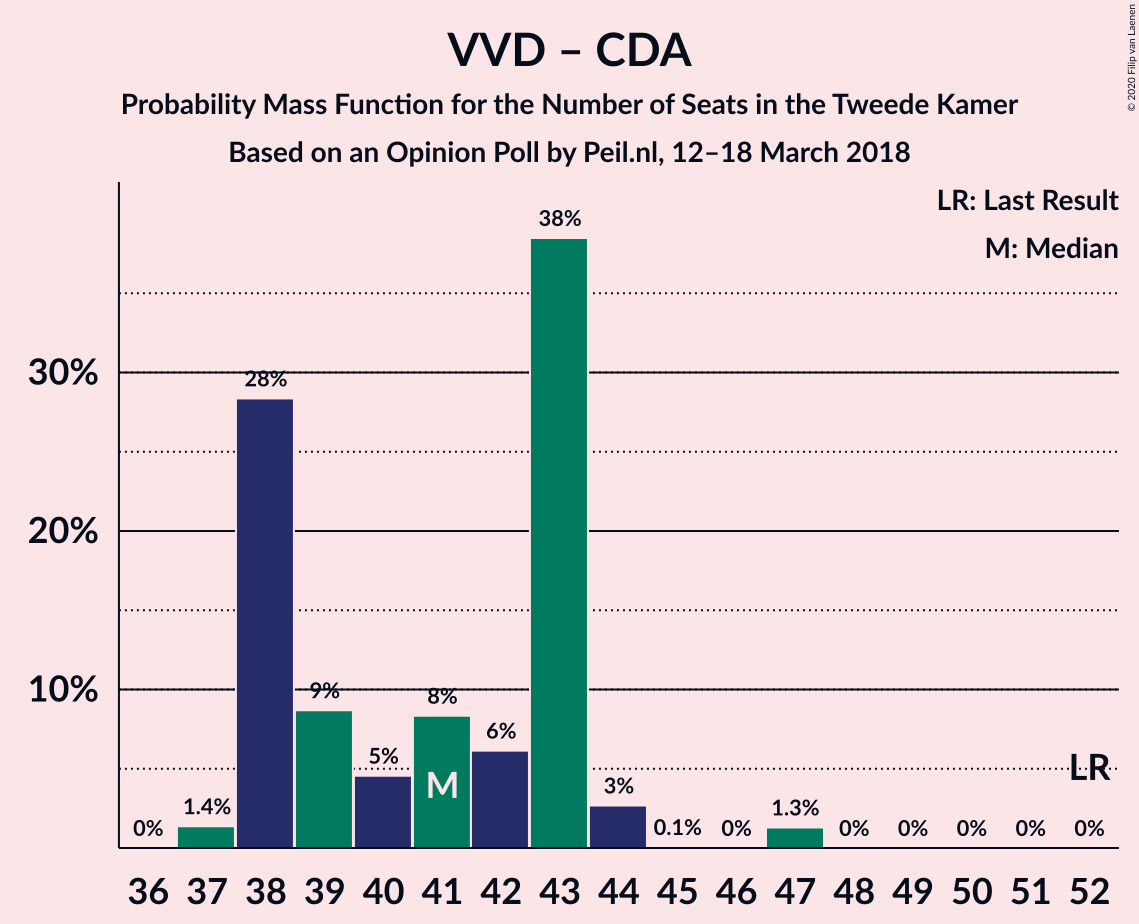 VVD – CDA
Probability Mass Function for the Number of Seats in the Tweede Kamer
Based on an Opinion Poll by Peil.nl, 12–18 March 2018
© 2020 Filip van Laenen
LR: Last Result
M: Median
38%
30%
28%
20%
10%
9%
8%
6%
5%
LR
M
3%
1.4%
1.3%
0%
0.1%
0%
0%
0%
0%
0%
0%
36 37 38 39 40 41 42 43 44 45 46 47 48 49 50 51 52